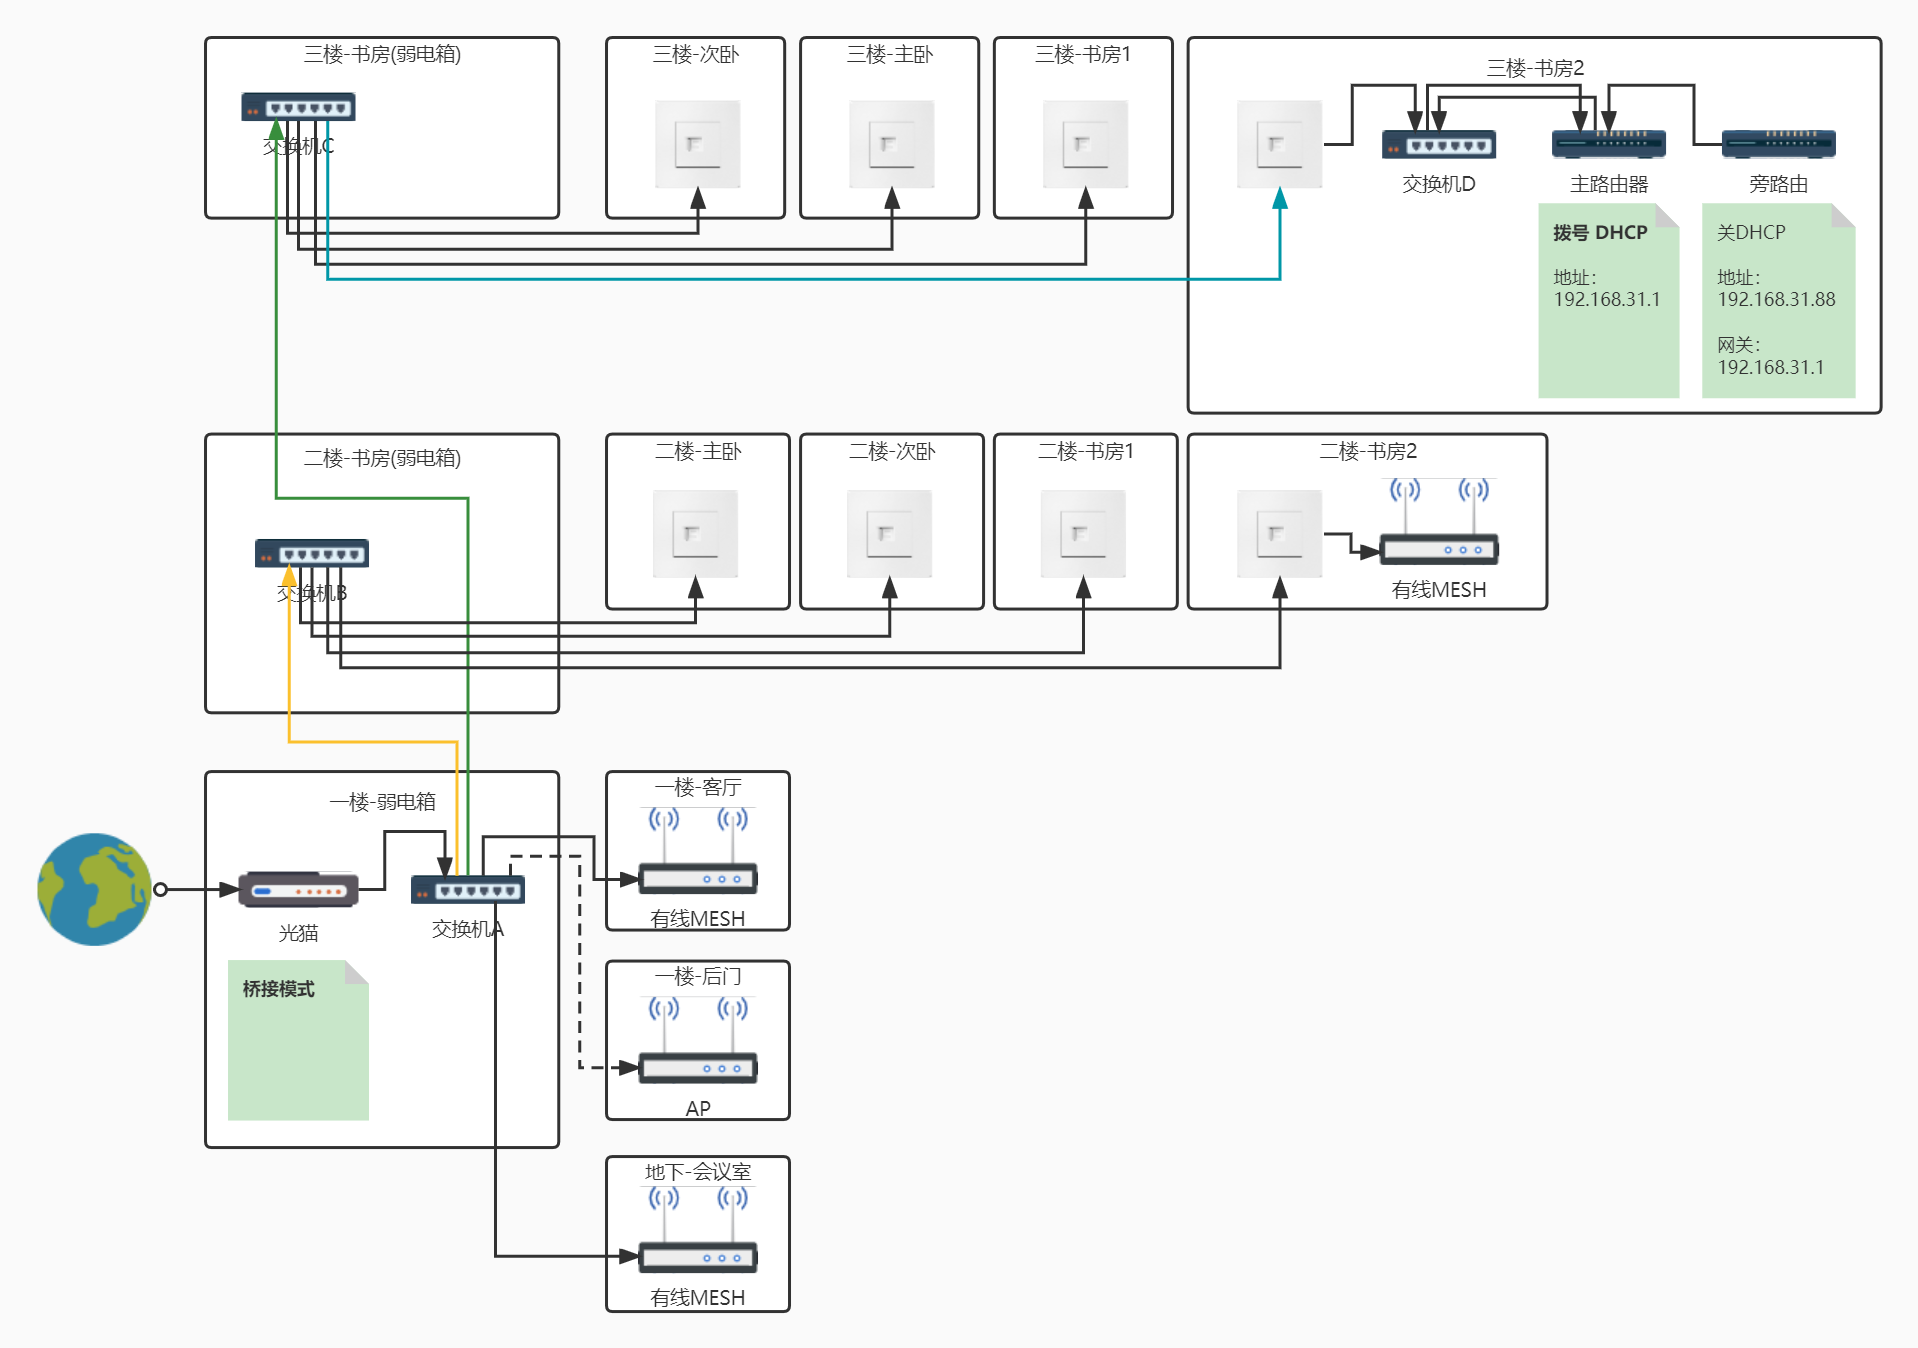 三楼-书房(弱电箱)
交换机C
三楼-次卧
三楼-主卧
三楼-书房1
三楼-书房2
交换机D
主路由器
旁路由
拨号 DHCP
地址：
192.168.31.1
关DHCP
地址：
192.168.31.88
网关：
192.168.31.1
二楼-书房(弱电箱)
交换机B
二楼-主卧
二楼-次卧
二楼-书房1
二楼-书房2
有线MESH
一楼-弱电箱
光猫
交换机A
桥接模式
一楼-客厅
有线MESH
一楼-后门
AP
地下-会议室
有线MESH